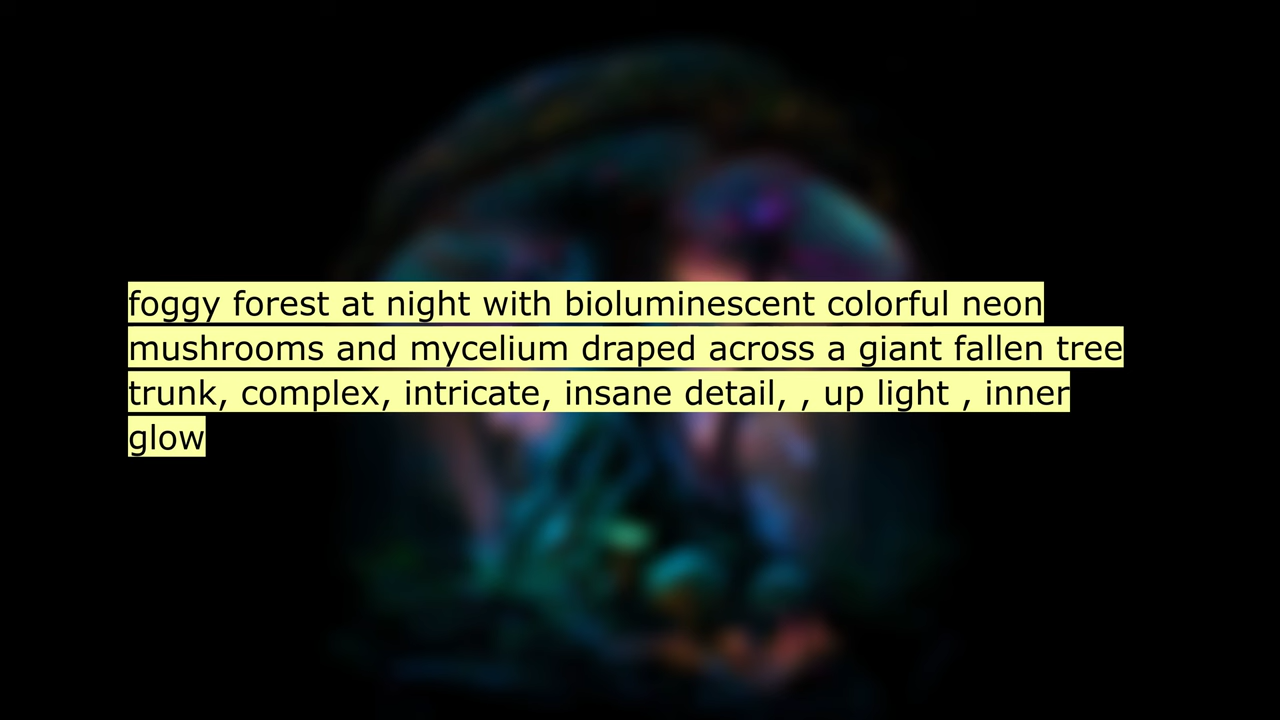 foggy forest at night with bioluminescent colorful neon
mushrooms and mycelium draped across a giant fallen tree
trunk, complex, intricate, insane detail, , up light , inner
glow